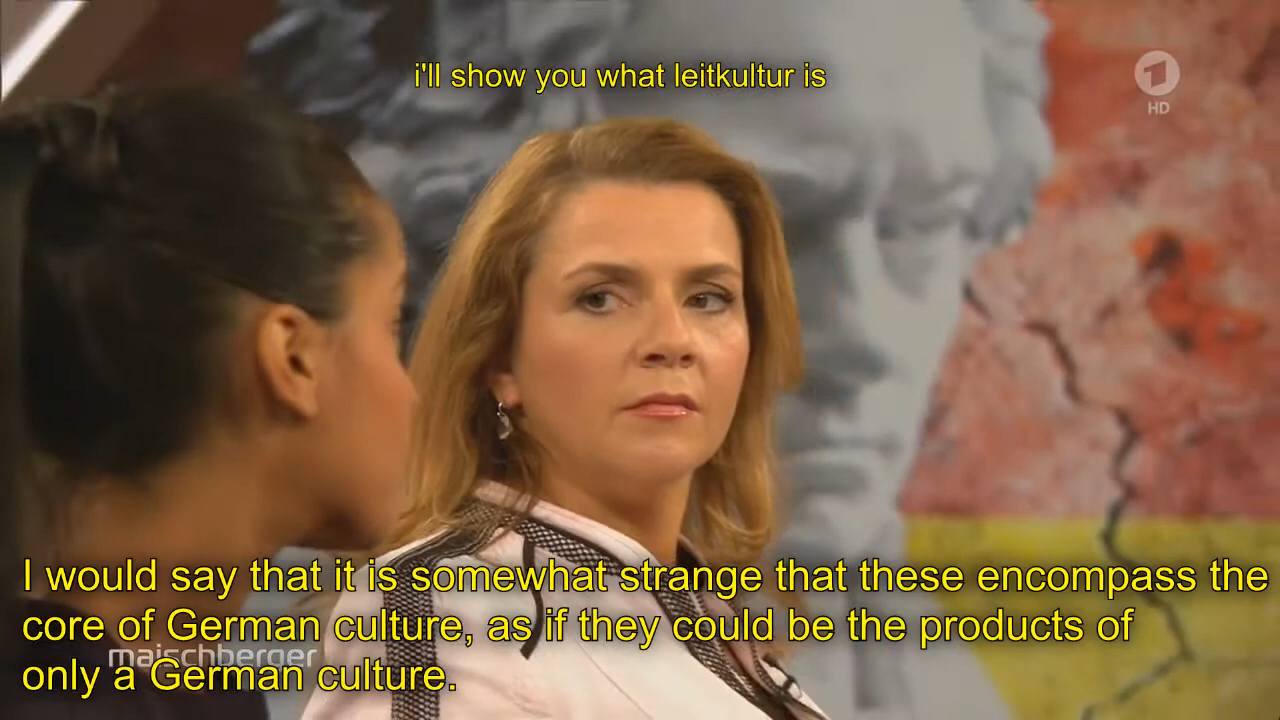 i'll show you what leitkultur is
1
HD
I would say that it is somewhat strange that these encompass the
core of German culture, as if they could be the products of
maischberger
only a German culture.